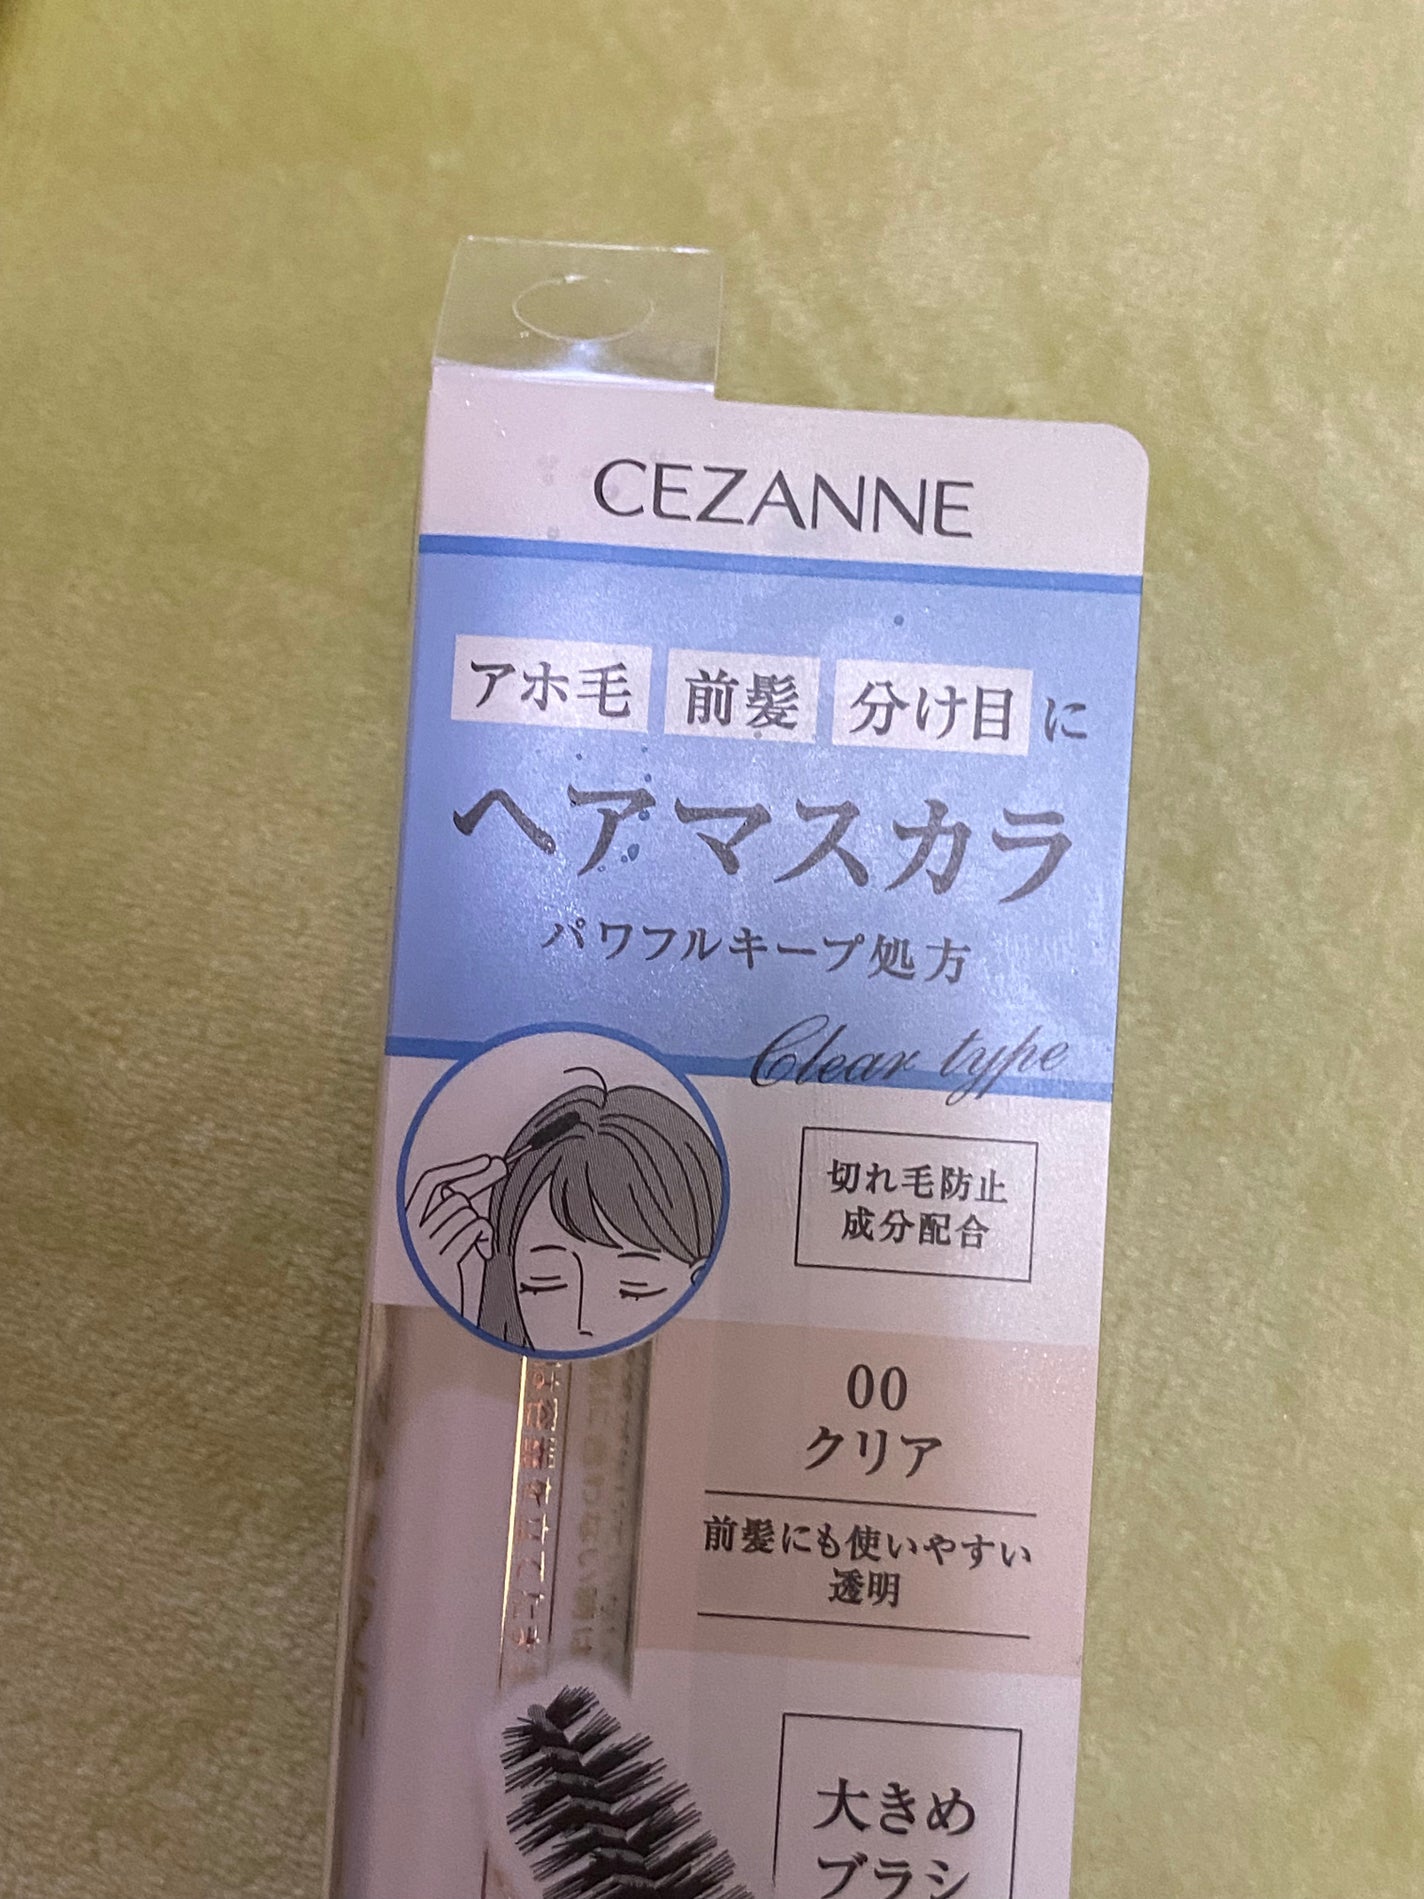 CEZANNE
アホ毛 前髪 分け目 に
ヘアマスカラ
パワフルキープ処方
Clear type
切れ毛防止
成分配合
00
クリア
前髪にも使いやすい
透明
大きめ
ブラシ